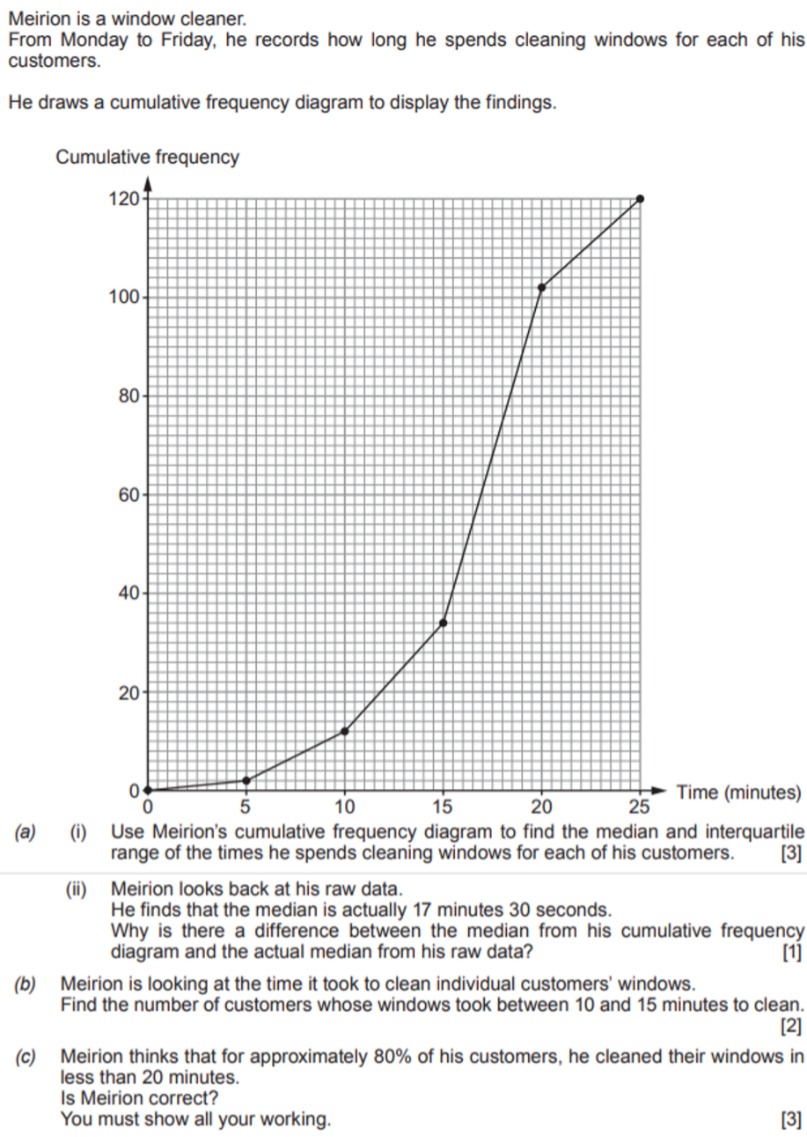 Meirion is a window cleaner.
From Monday to Friday, he records how long he spends cleaning windows for each of his
customers.
He draws a cumulative frequency diagram to display the findings.
Cumulative frequency
120
100
80
60
40
20
0
0 5 10 15 20 25 Time (minutes)
(a) (i) Use Meirion's cumulative frequency diagram to find the median and interquartile
range of the times he spends cleaning windows for each of his customers. [3]
(ii) Meirion looks back at his raw data.
He finds that the median is actually 17 minutes 30 seconds.
Why is there a difference between the median from his cumulative frequency
diagram and the actual median from his raw data? [1]
(b) Meirion is looking at the time it took to clean individual customers' windows.
Find the number of customers whose windows took between 10 and 15 minutes to clean.
[2]
(c) Meirion thinks that for approximately 80% of his customers, he cleaned their windows in
less than 20 minutes.
Is Meirion correct?
You must show all your working. [3]